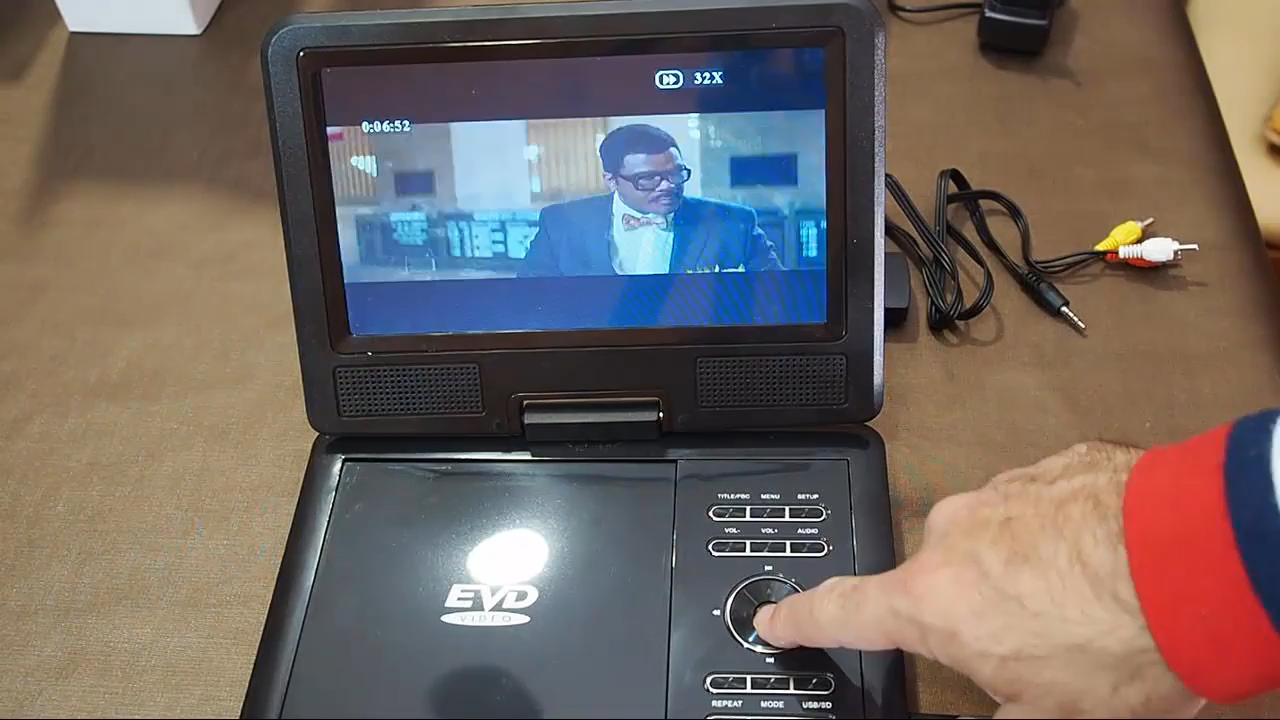 32X
0:06:52
TITLE/PBC MENU SETUP
VOL- VOL+ AUDIO
EVD
VIDEO
REPEAT MODE USB/SD